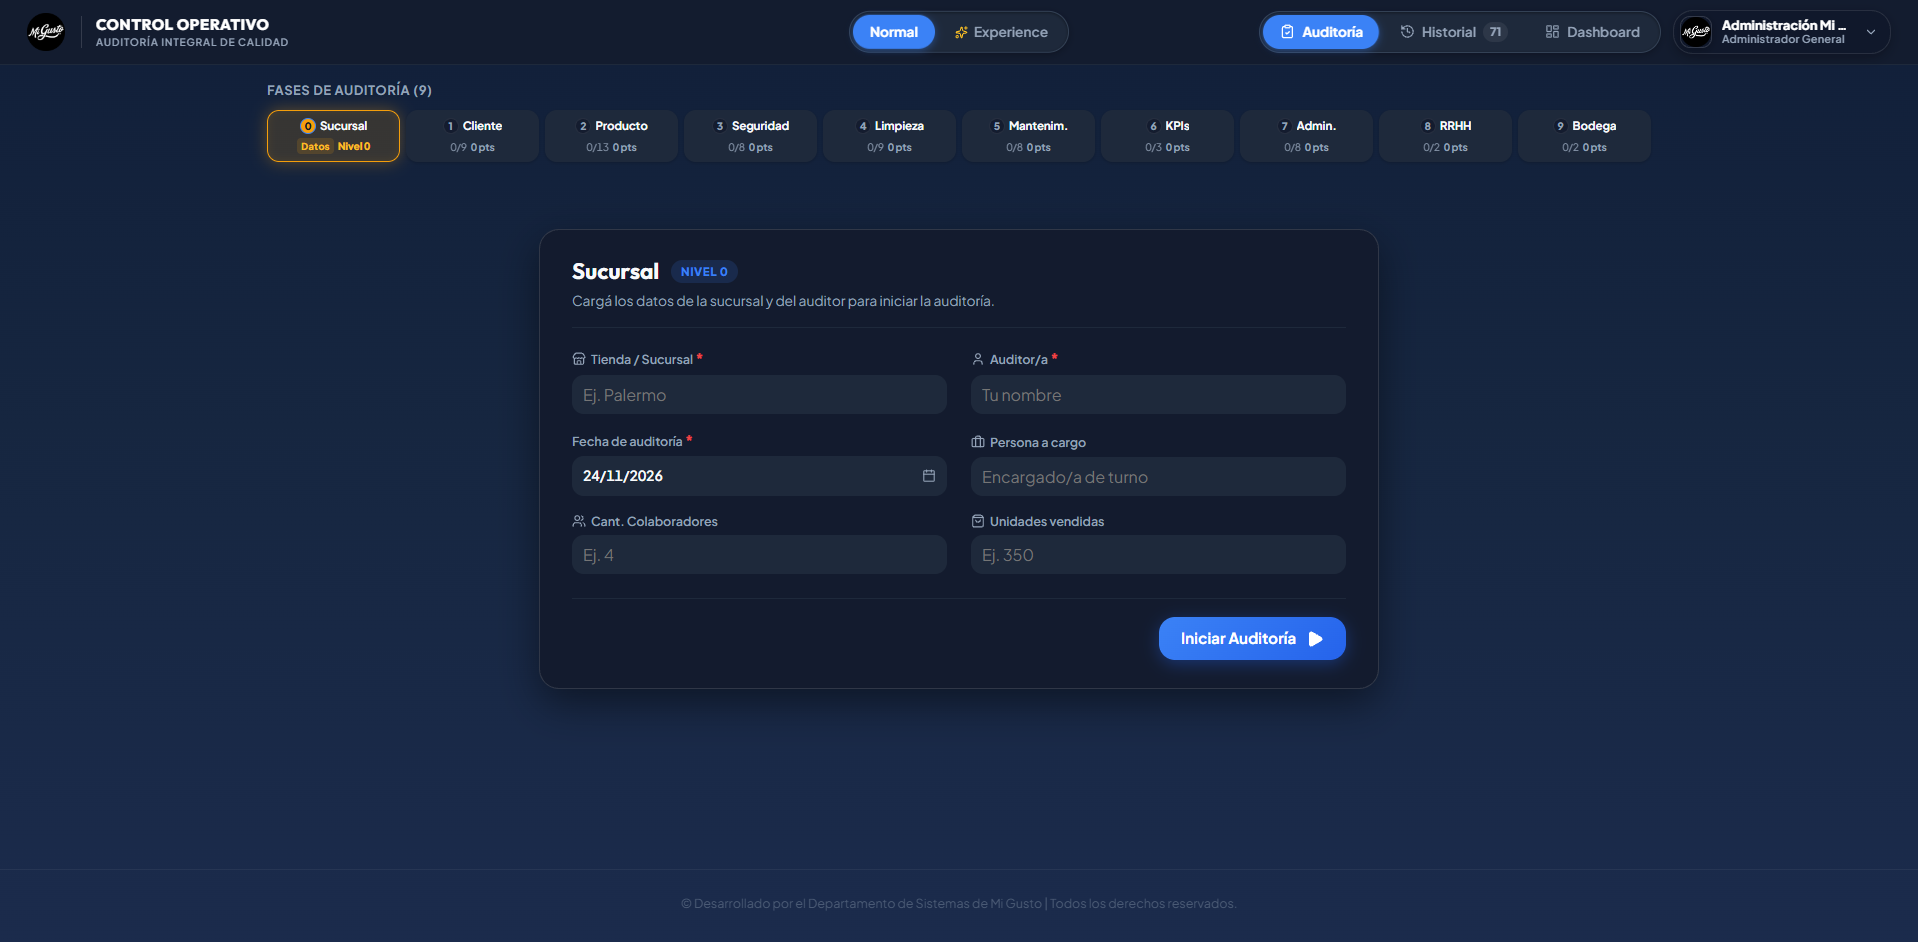 Mi Gusto
CONTROL OPERATIVO
AUDITORÍA INTEGRAL DE CALIDAD
Normal
Experience
Auditoría
Historial 71
Dashboard
Mi Gusto
Administración Mi ...
Administrador General
FASES DE AUDITORÍA (9)
0 Sucursal
Datos Nivel 0
1 Cliente
0/9 0 pts
2 Producto
0/13 0 pts
3 Seguridad
0/8 0 pts
4 Limpieza
0/9 0 pts
5 Mantenim.
0/8 0 pts
6 KPIs
0/3 0 pts
7 Admin.
0/8 0 pts
8 RRHH
0/2 0 pts
9 Bodega
0/2 0 pts
Sucursal NIVEL 0
Cargá los datos de la sucursal y del auditor para iniciar la auditoría.
Tienda / Sucursal *
Ej. Palermo
Auditor/a *
Tu nombre
Fecha de auditoría *
24/11/2026
Persona a cargo
Encargado/a de turno
Cant. Colaboradores
Ej. 4
Unidades vendidas
Ej. 350
Iniciar Auditoría
© Desarrollado por el Departamento de Sistemas de Mi Gusto | Todos los derechos reservados.